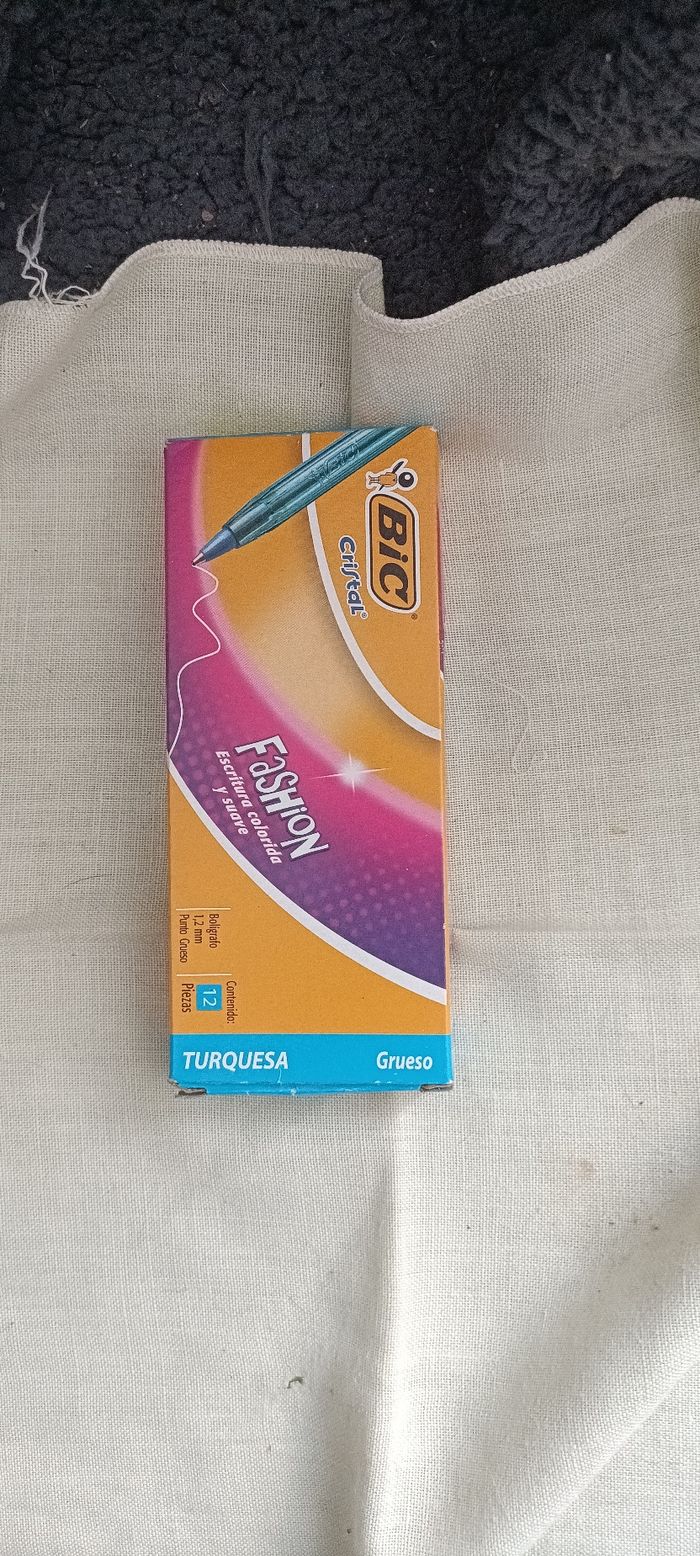 BiC
®
Cristal®
FaSHiON
Escritura colorida
y suave
Bolígrafo
1,2 mm
Punto Grueso
Contenido:
12
Piezas
TURQUESA
Grueso